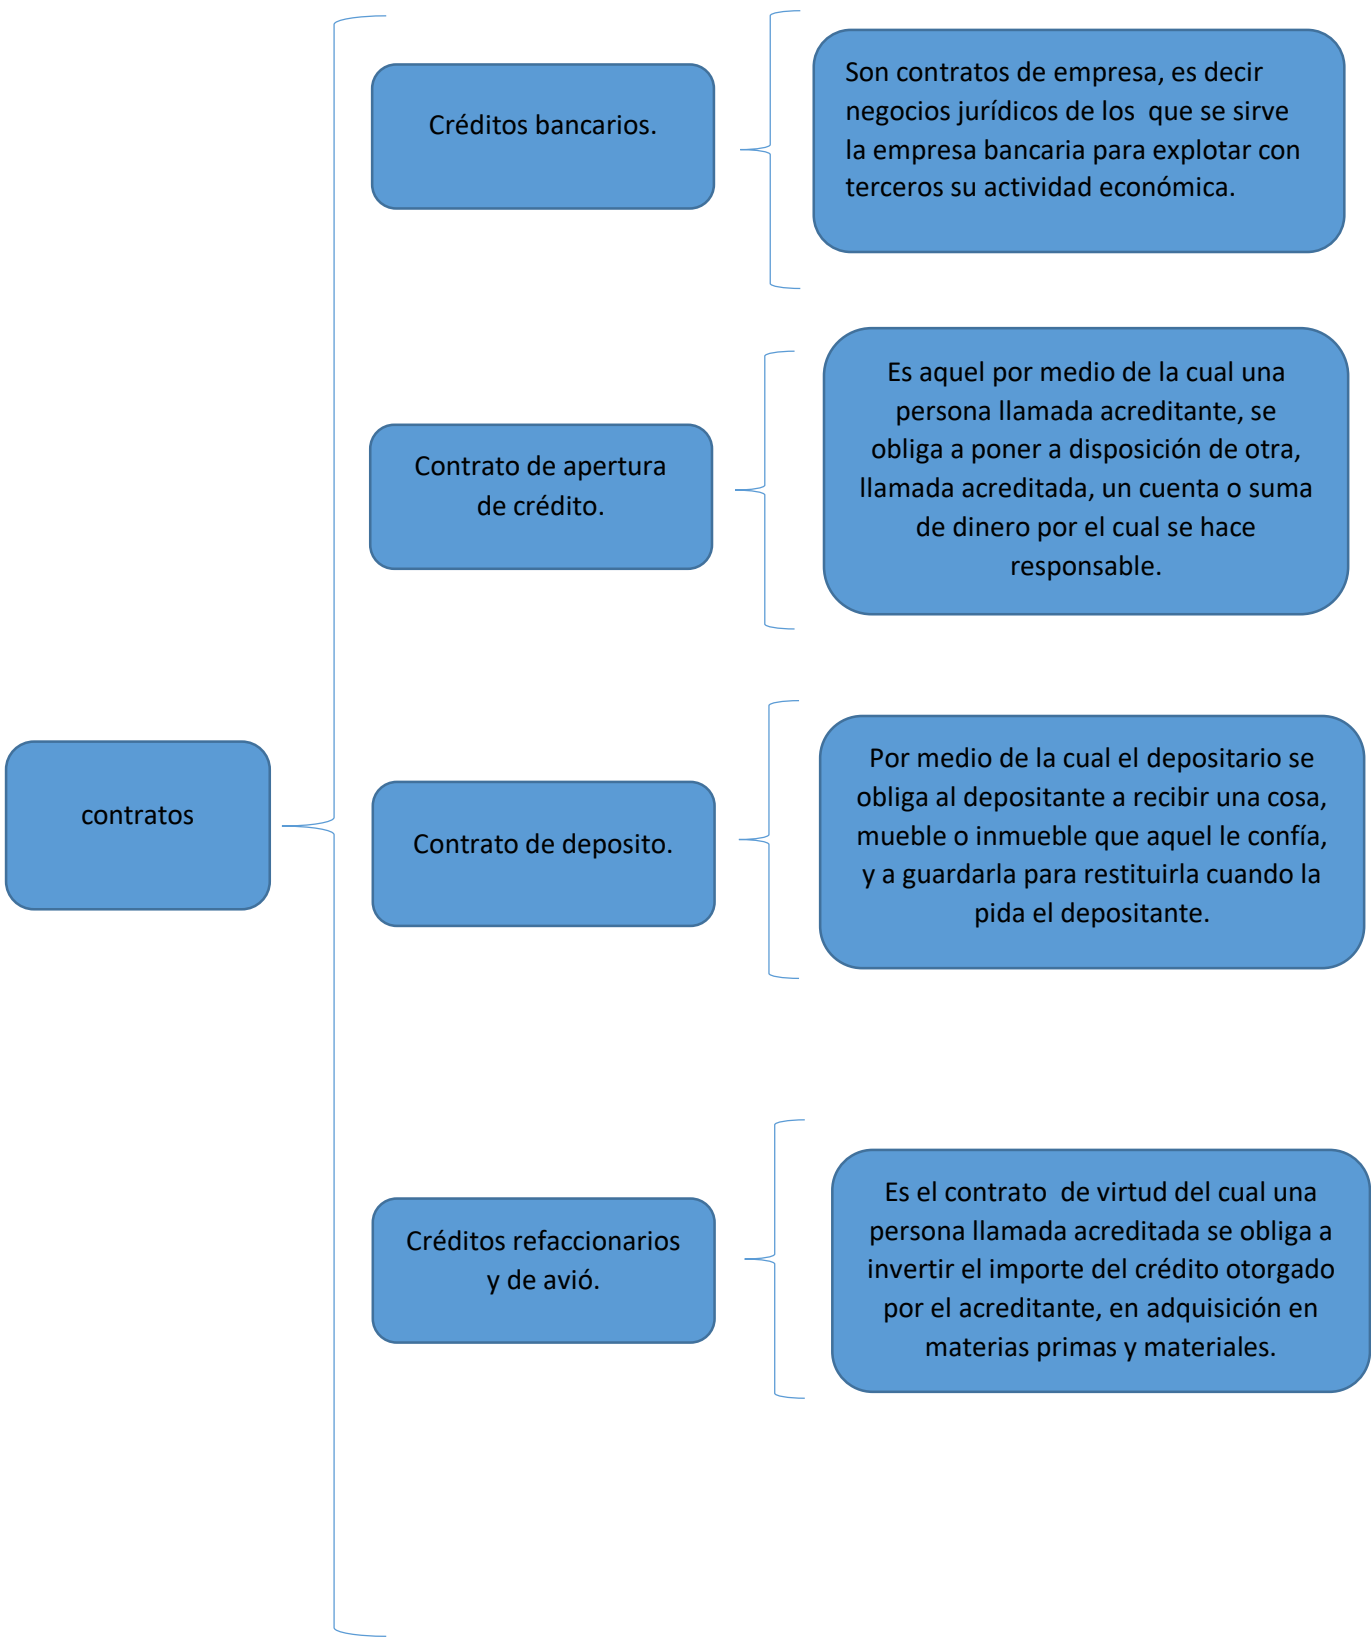 Créditos bancarios.
Son contratos de empresa, es decir
negocios jurídicos de los que se sirve
la empresa bancaria para explotar con
terceros su actividad económica.
Contrato de apertura
de crédito.
Es aquel por medio de la cual una
persona llamada acreditante, se
obliga a poner a disposición de otra,
llamada acreditada, un cuenta o suma
de dinero por el cual se hace
responsable.
contratos
Contrato de deposito.
Por medio de la cual el depositario se
obliga al depositante a recibir una cosa,
mueble o inmueble que aquel le confía,
y a guardarla para restituirla cuando la
pida el depositante.
Créditos refaccionarios
y de avió.
Es el contrato de virtud del cual una
persona llamada acreditada se obliga a
invertir el importe del crédito otorgado
por el acreditante, en adquisición en
materias primas y materiales.